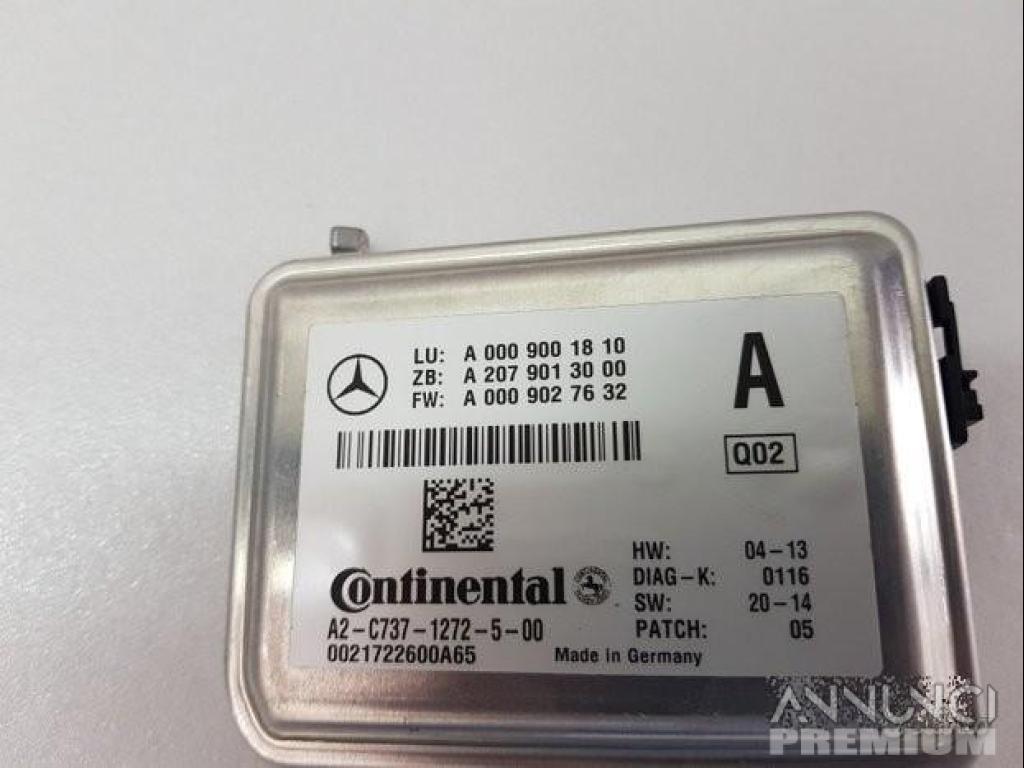 LU: A 000 900 18 10
ZB: A 207 901 30 00
FW: A 000 902 76 32
A
Q02
Continental
HW: 04-13
DIAG-K: 0116
SW: 20-14
PATCH: 05
A2-C737-1272-5-00
0021722600A65
Made in Germany
ANNUNCI
PREMIUM